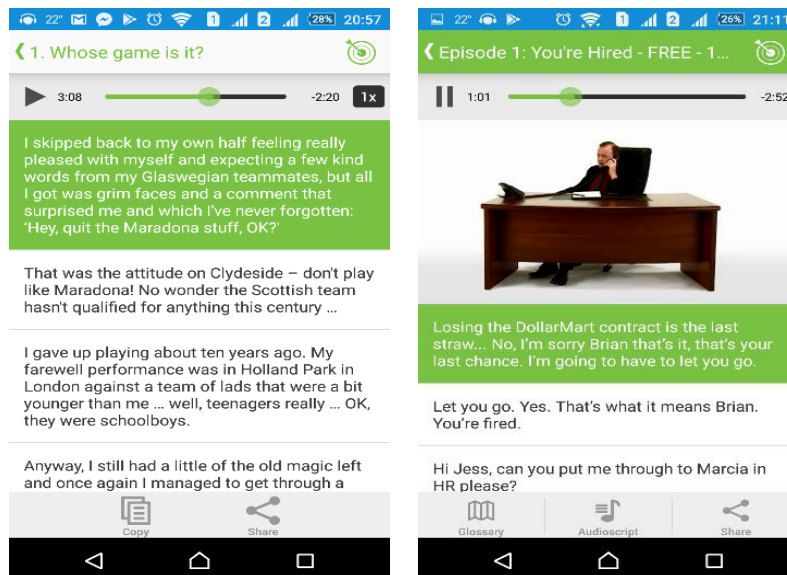 22° 1 2 28% 20:57
1. Whose game is it?
3:08 -2:20 1x
I skipped back to my own half feeling really
pleased with myself and expecting a few kind
words from my Glaswegian teammates, but all
I got was grim faces and a comment that
surprised me and which I've never forgotten:
'Hey, quit the Maradona stuff, OK?'
That was the attitude on Clydeside – don't play
like Maradona! No wonder the Scottish team
hasn't qualified for anything this century ...
I gave up playing about ten years ago. My
farewell performance was in Holland Park in
London against a team of lads that were a bit
younger than me ... well, teenagers really ... OK,
they were schoolboys.
Anyway, I still had a little of the old magic left
and once again I managed to get through a
Copy Share
22° 1 2 26% 21:11
Episode 1: You're Hired - FREE - 1...
1:01 -2:52
Losing the DollarMart contract is the last
straw... No, I'm sorry Brian that's it, that's your
last chance. I'm going to have to let you go.
Let you go. Yes. That's what it means Brian.
You're fired.
Hi Jess, can you put me through to Marcia in
HR please?
Glossary Audioscript Share